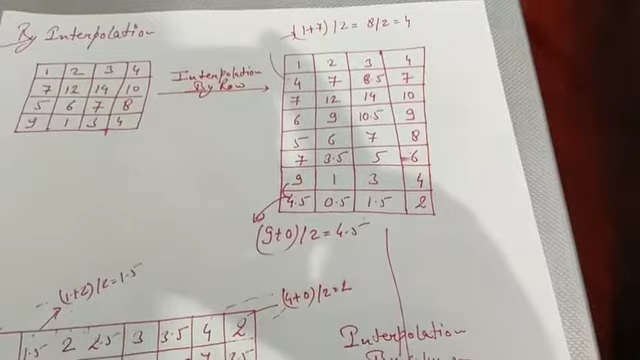 By Interpolation
(1+7)/2 = 8/2 = 4
1 2 3 4
7 12 14 10
5 6 7 8
9 1 3 4
Interpolation
By Row
1 2 3 4
4 7 8.5 7
7 12 14 10
6 9 10.5 9
5 6 7 8
7 3.5 5 6
9 1 3 4
4.5 0.5 1.5 2
(9+0)/2 = 4.5
(1+2)/2 = 1.5
(4+0)/2 = 2
1.5 2 2.5 3 3.5 4 2
Interpolation